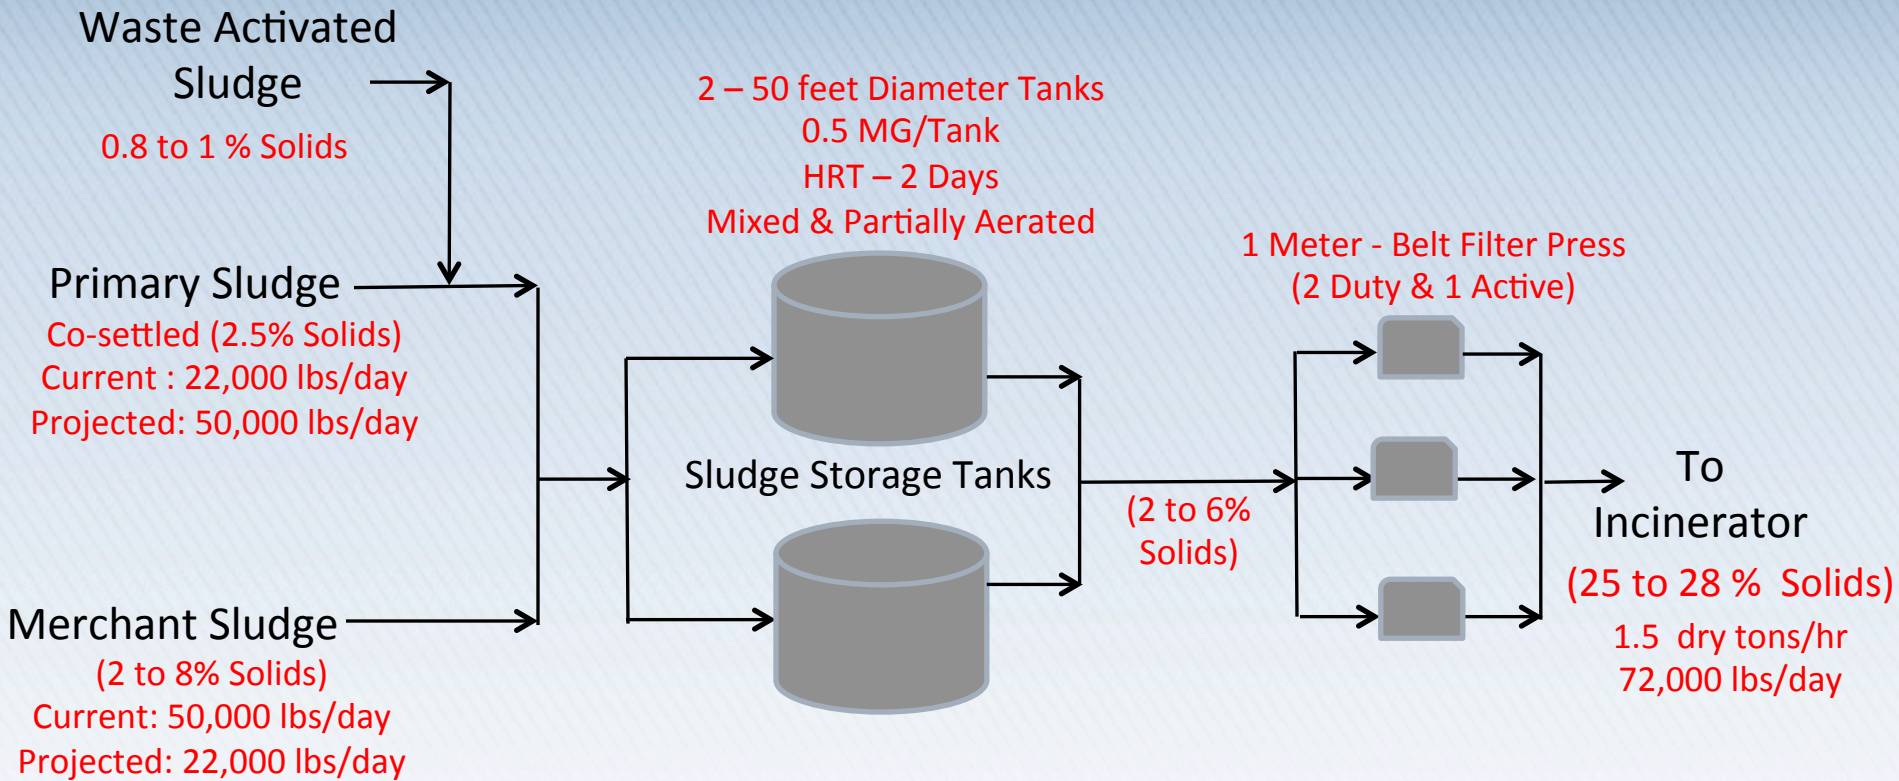 Waste Activated
Sludge
0.8 to 1 % Solids
2 – 50 feet Diameter Tanks
0.5 MG/Tank
HRT – 2 Days
Mixed & Partially Aerated
1 Meter - Belt Filter Press
(2 Duty & 1 Active)
Primary Sludge
Co-settled (2.5% Solids)
Current : 22,000 lbs/day
Projected: 50,000 lbs/day
Sludge Storage Tanks
(2 to 6%
Solids)
To
Incinerator
(25 to 28 % Solids)
1.5 dry tons/hr
72,000 lbs/day
Merchant Sludge
(2 to 8% Solids)
Current: 50,000 lbs/day
Projected: 22,000 lbs/day